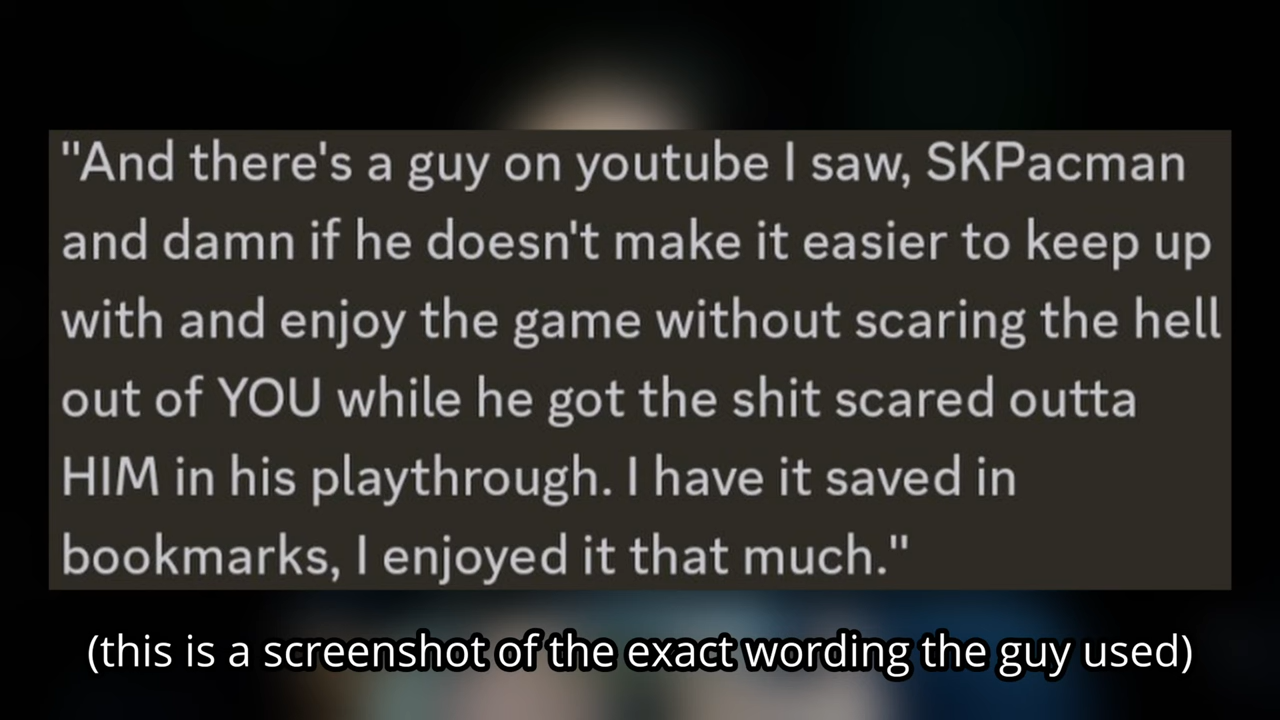 "And there's a guy on youtube I saw, SKPacman
and damn if he doesn't make it easier to keep up
with and enjoy the game without scaring the hell
out of YOU while he got the shit scared outta
HIM in his playthrough. I have it saved in
bookmarks, I enjoyed it that much."
(this is a screenshot of the exact wording the guy used)